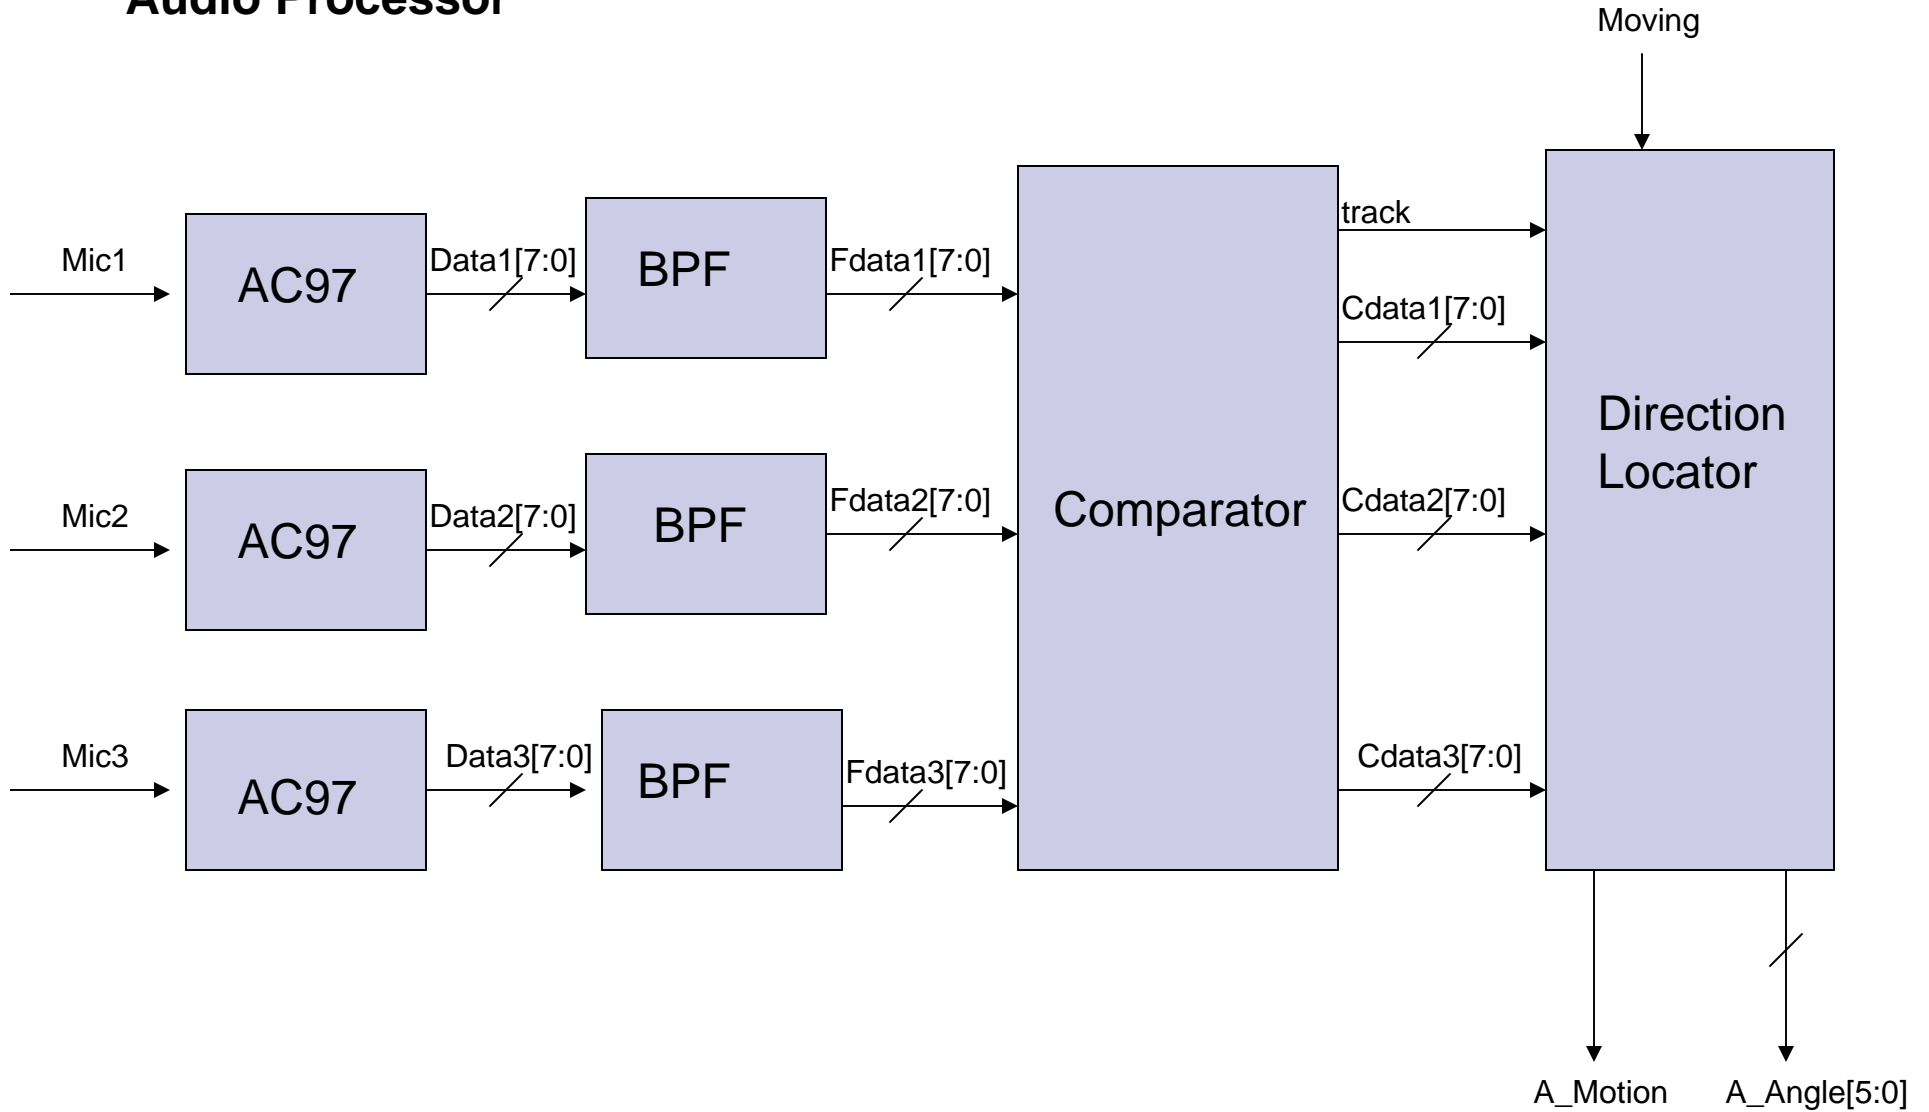 Audio Processor
Moving
track
Mic1
AC97
Data1[7:0]
BPF
Fdata1[7:0]
Cdata1[7:0]
Direction
Locator
Mic2
AC97
Data2[7:0]
BPF
Fdata2[7:0]
Comparator
Cdata2[7:0]
Mic3
AC97
Data3[7:0]
BPF
Fdata3[7:0]
Cdata3[7:0]
A_Motion
A_Angle[5:0]